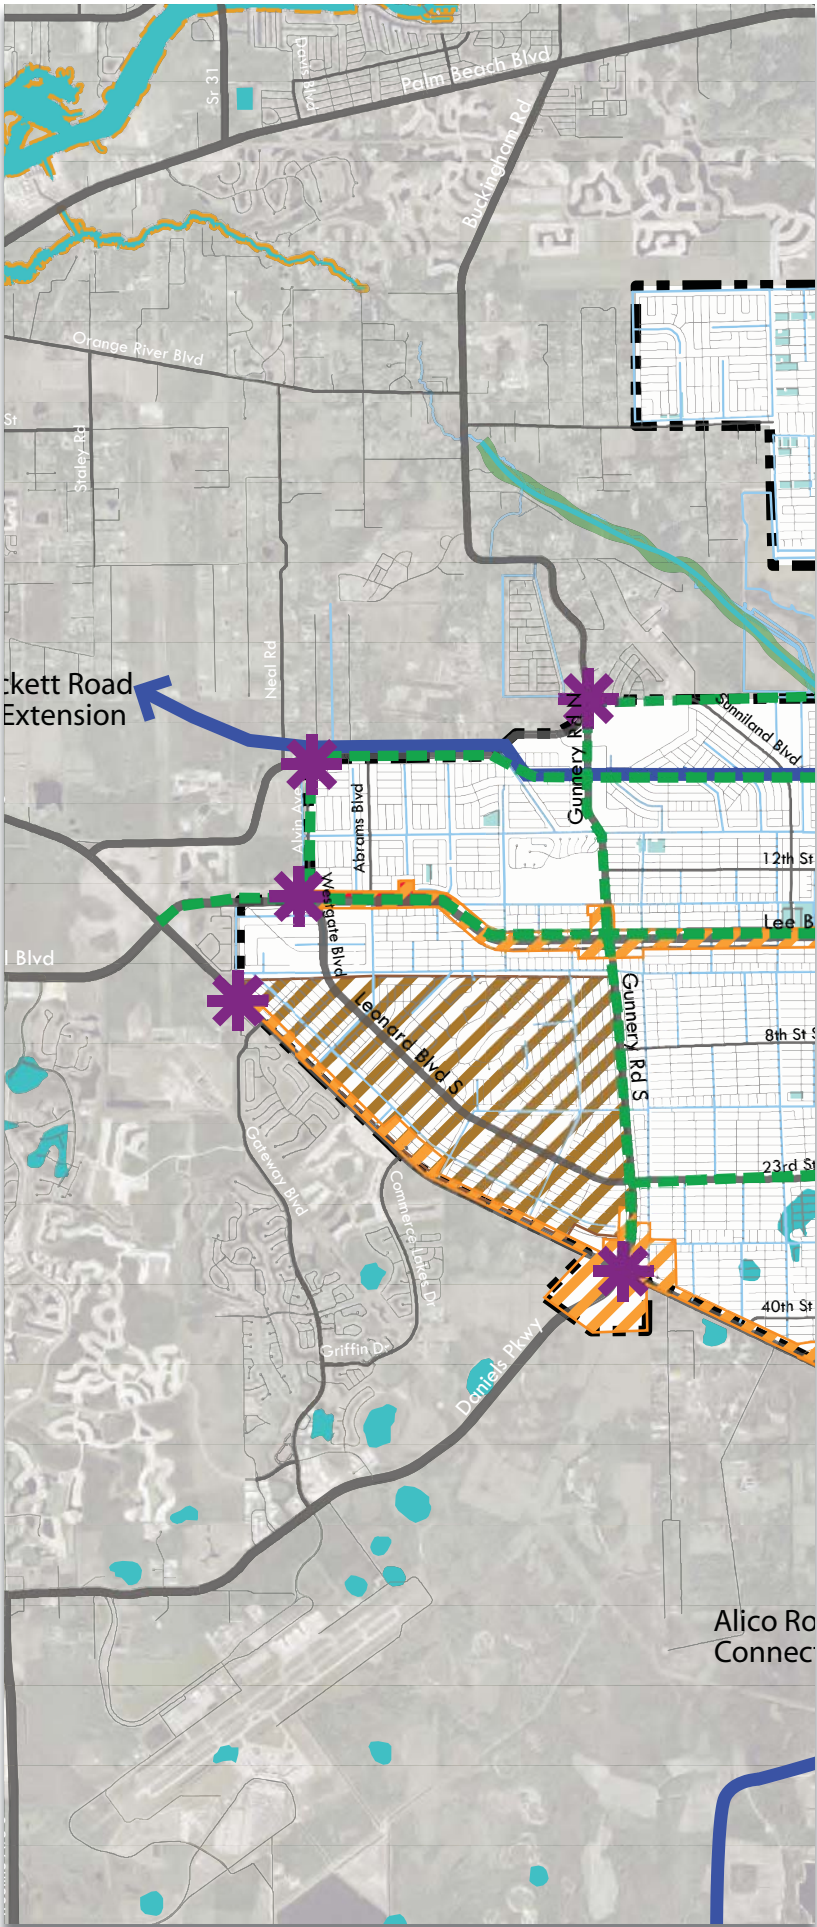 Davis Blvd
Sr 31
Palm Beach Blvd
Buckingham Rd
Orange River Blvd
St
Staley Rd
Neal Rd
ckett Road
Extension
Gunnery Rd N
Sunniland Blvd
Alvin Ave
Abrams Blvd
12th St
Westgate Blvd
Lee B
l Blvd
Leonard Blvd S
Gunnery Rd S
8th St S
Gateway Blvd
Commerce Lakes Dr
23rd St
40th St
Griffin Dr
Daniels Pkwy
Alico Ro
Connec